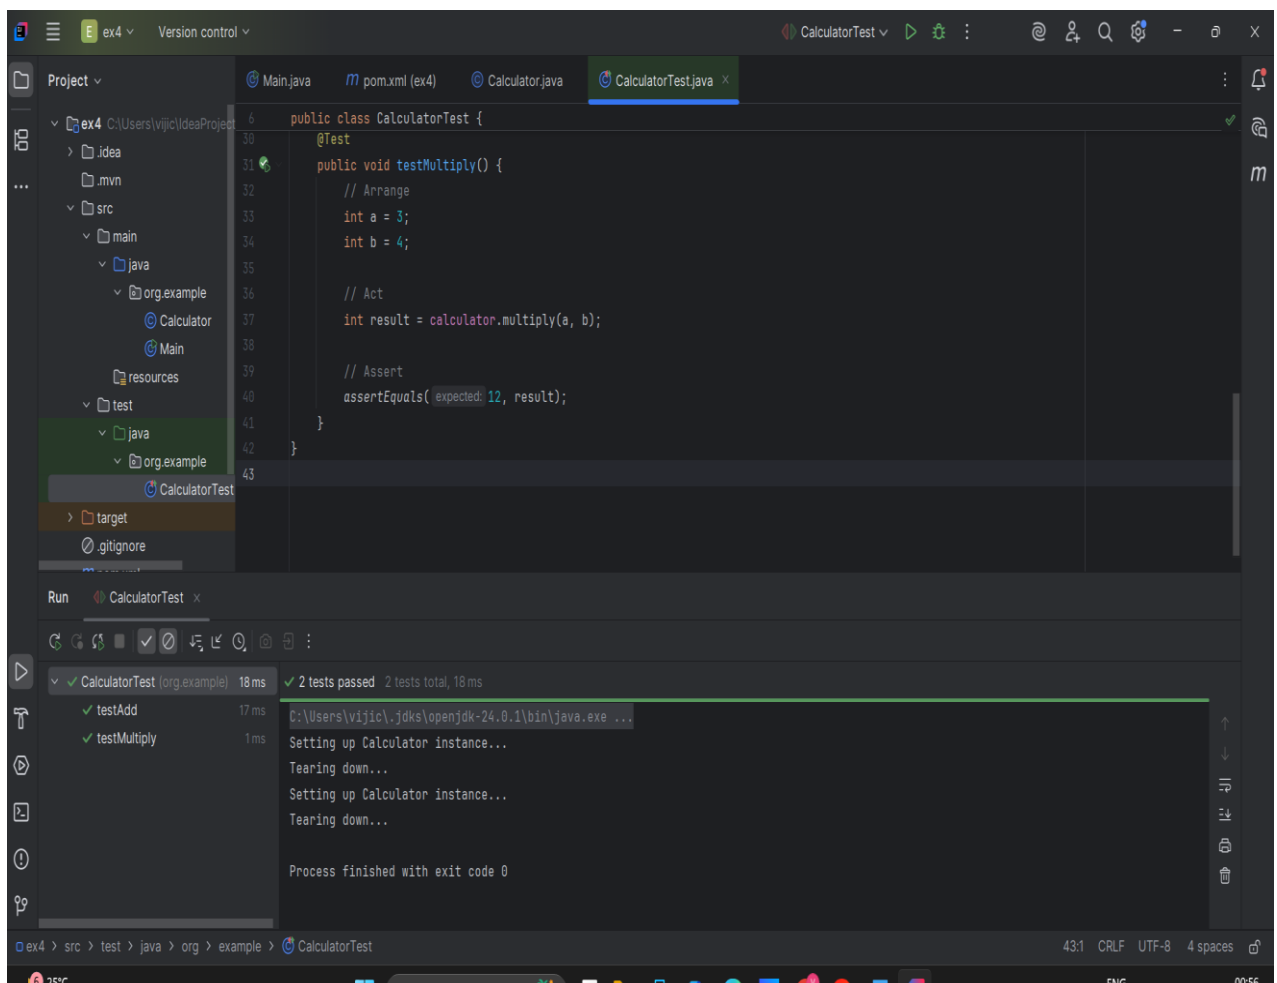 E ex4 Version control CalculatorTest
Project
Main.java m pom.xml (ex4) Calculator.java CalculatorTest.java
ex4 C:\Users\vijic\IdeaProject
.idea
.mvn
src
main
java
org.example
Calculator
Main
resources
test
java
org.example
CalculatorTest
target
.gitignore
6 public class CalculatorTest {
30 @Test
31 public void testMultiply() {
32 // Arrange
33 int a = 3;
34 int b = 4;
35
36 // Act
37 int result = calculator.multiply(a, b);
38
39 // Assert
40 assertEquals( expected: 12, result);
41 }
42 }
43
m
Run CalculatorTest
CalculatorTest (org.example) 18 ms
testAdd 17 ms
testMultiply 1 ms
2 tests passed 2 tests total, 18 ms
C:\Users\vijic\.jdks\openjdk-24.0.1\bin\java.exe ...
Setting up Calculator instance...
Tearing down...
Setting up Calculator instance...
Tearing down...
Process finished with exit code 0
ex4 > src > test > java > org > example > CalculatorTest
43:1 CRLF UTF-8 4 spaces